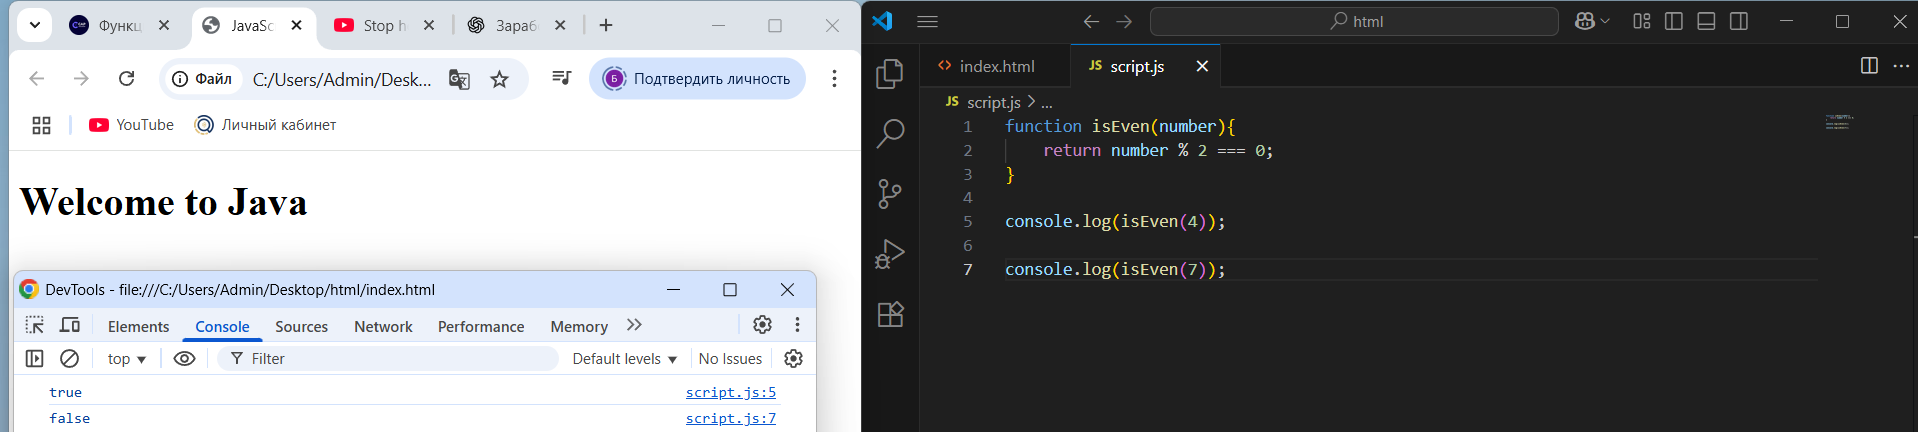 Функц
JavaSc
Stop h
Зараб
Файл
C:/Users/Admin/Desk...
Б
Подтвердить личность
YouTube
Личный кабинет
Welcome to Java
DevTools - file:///C:/Users/Admin/Desktop/html/index.html
Elements Console Sources Network Performance Memory
top Filter Default levels No Issues
true script.js:5
false script.js:7
html
index.html
JS script.js
JS script.js > ...
1 function isEven(number){
2 return number % 2 === 0;
3 }
4
5 console.log(isEven(4));
6
7 console.log(isEven(7));